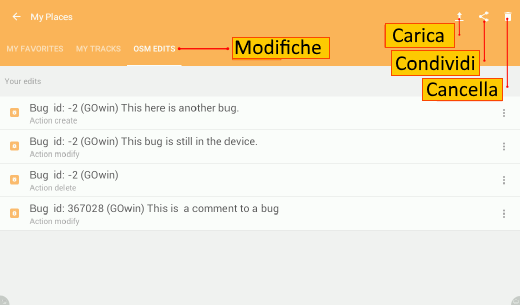 My Places
Carica
MY FAVORITES MY TRACKS OSM EDITS
Modifiche
Condividi
Cancella
Your edits
Bug id: -2 (GOwin) This here is another bug.
Action create
Bug id: -2 (GOwin) This bug is still in the device.
Action modify
Bug id: -2 (GOwin)
Action delete
Bug id: 367028 (GOwin) This is a comment to a bug
Action modify